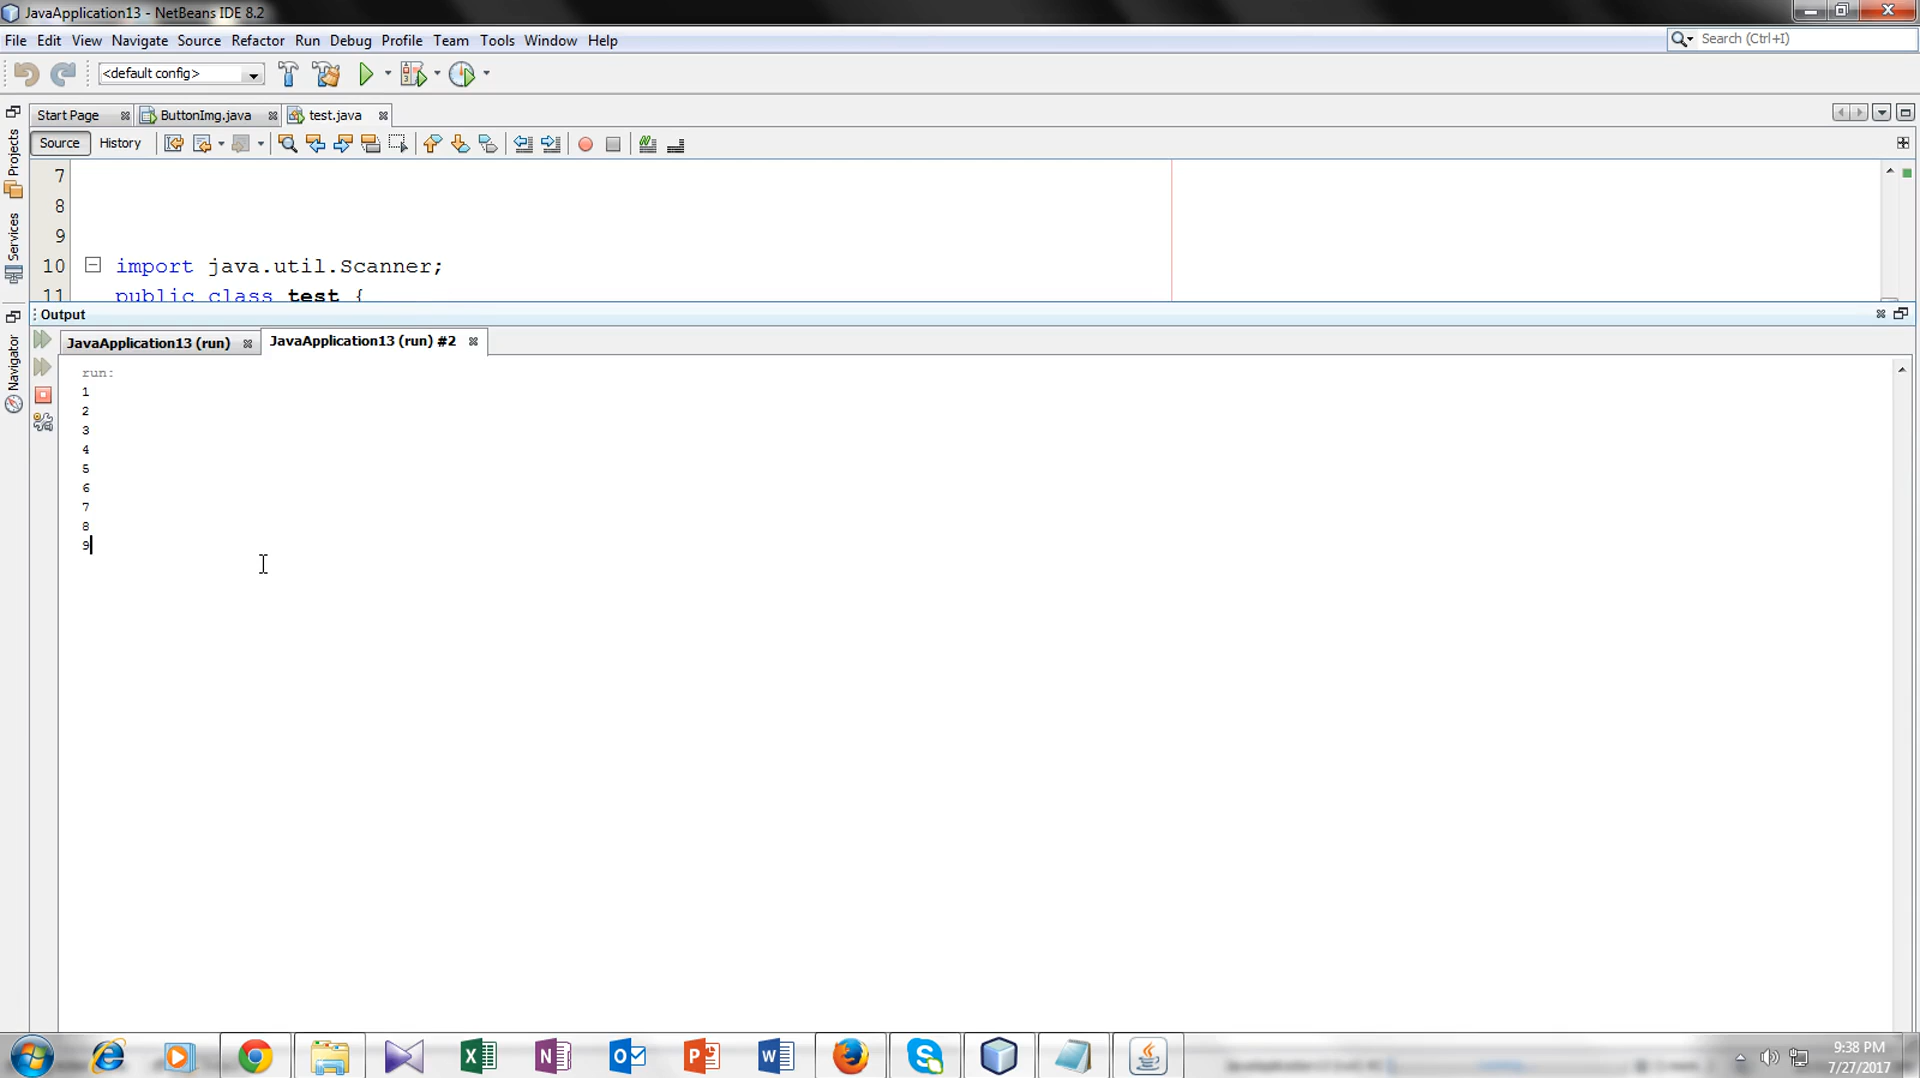 JavaApplication13 - NetBeans IDE 8.2
File Edit View Navigate Source Refactor Run Debug Profile Team Tools Window Help
Search (Ctrl+I)
<default config>
Start Page ButtonImg.java test.java
Source History
Projects
Services
Navigator
7
8
9
10 import java.util.Scanner;
11 public class test {
Output
JavaApplication13 (run) JavaApplication13 (run) #2
run:
1
2
3
4
5
6
7
8
9
9:38 PM
7/27/2017